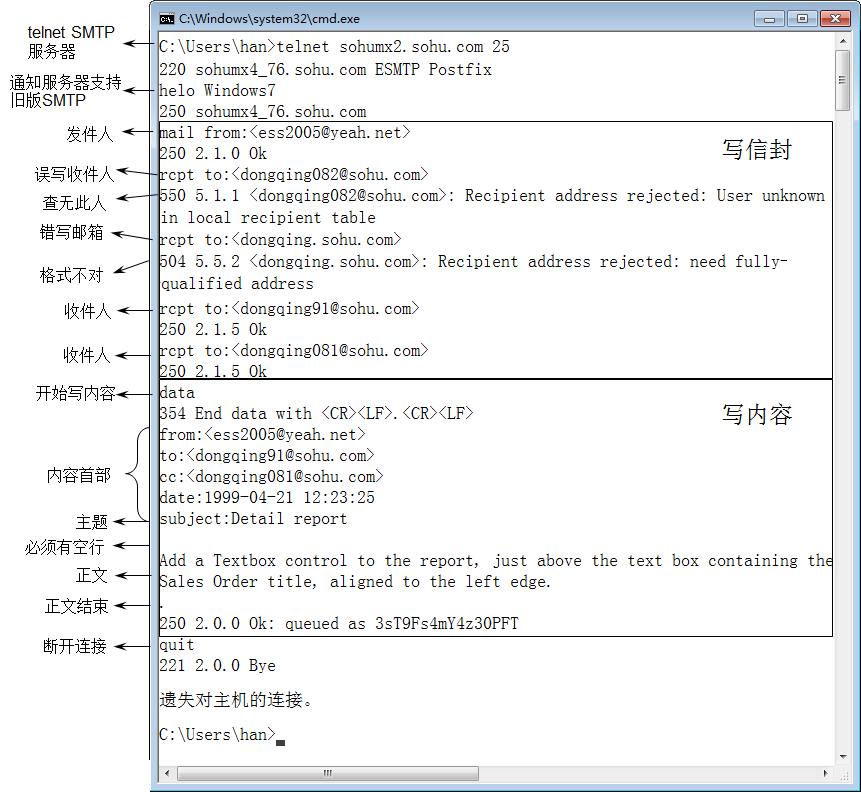 C:\Windows\system32\cmd.exe
telnet SMTP
服务器
C:\Users\han>telnet sohumx2.sohu.com 25
220 sohumx4_76.sohu.com ESMTP Postfix
通知服务器支持
旧版SMTP
helo Windows7
250 sohumx4_76.sohu.com
写信封
发件人
mail from:<ess2005@yeah.net>
250 2.1.0 Ok
误写收件人
rcpt to:<dongqing082@sohu.com>
查无此人
550 5.1.1 <dongqing082@sohu.com>: Recipient address rejected: User unknown
in local recipient table
错写邮箱
rcpt to:<dongqing.sohu.com>
格式不对
504 5.5.2 <dongqing.sohu.com>: Recipient address rejected: need fully-
qualified address
收件人
rcpt to:<dongqing91@sohu.com>
250 2.1.5 Ok
收件人
rcpt to:<dongqing081@sohu.com>
250 2.1.5 Ok
开始写内容
data
354 End data with <CR><LF>.<CR><LF>
写内容
内容首部
from:<ess2005@yeah.net>
to:<dongqing91@sohu.com>
cc:<dongqing081@sohu.com>
date:1999-04-21 12:23:25
主题
subject:Detail report
必须有空行
正文
Add a Textbox control to the report, just above the text box containing the
Sales Order title, aligned to the left edge.
正文结束
.
250 2.0.0 Ok: queued as 3sT9Fs4mY4z30PFT
断开连接
quit
221 2.0.0 Bye
遗失对主机的连接。
C:\Users\han>